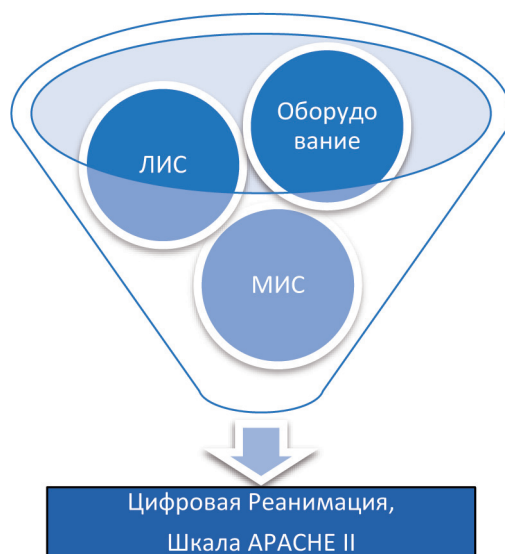 Оборудо
вание
ЛИС
МИС
Цифровая Реанимация,
Шкала APACHE II